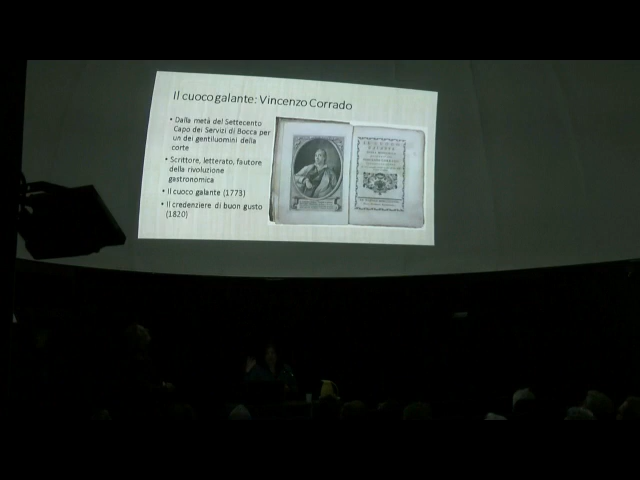 Il cuoco galante: Vincenzo Corrado
• Dalla metà del Settecento
Capo dei Servizi di Bocca per
un dei gentiluomini della
corte
• Scrittore, letterato, fautore
della rivoluzione
gastronomica
• Il cuoco galante (1773)
• Il credenziere di buon gusto
(1820)